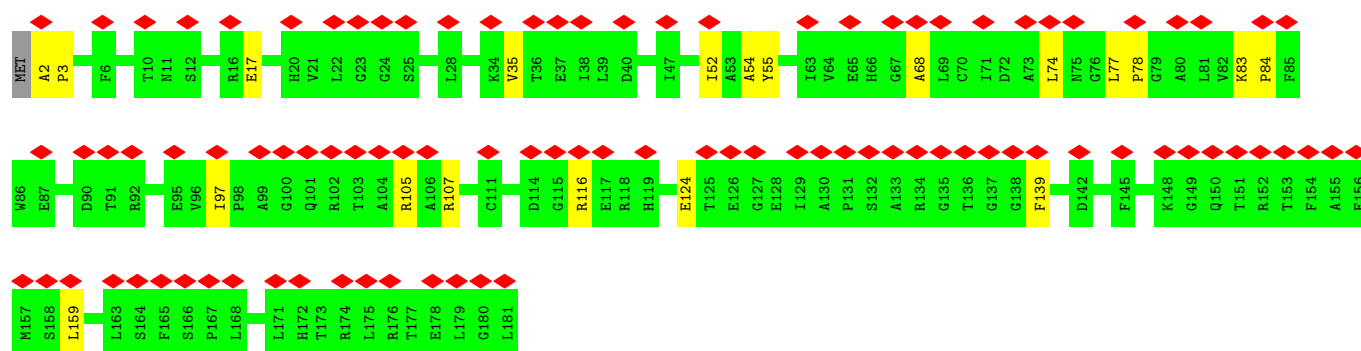 MET A2 P3 F6 T10 N11 S12 R16 E17 H20 V21 L22 G23 G24 S25 L28 K34 V35 T36 E37 I38 L39 D40 I47 I52 A53 A54 Y55 I63 V64 E65 H66 G67 A68 L69 C70 I71 D72 A73 L74 N75 G76 L77 P78 G79 A80 L81 V82 K83 P84 F85
W86 E87 D90 T91 R92 E95 V96 I97 P98 A99 G100 Q101 R102 T103 A104 R105 A106 R107 C111 D114 G115 R116 E117 R118 H119 E124 T125 E126 G127 E128 I129 A130 P131 S132 A133 R134 G135 T136 G137 G138 F139 D142 F145 K148 G149 Q150 T151 R152 T153 F154 A155
M157 S158 L159 L163 S164 F165 S166 P167 L168 L171 H172 T173 R174 L175 R176 T177 E178 L179 G180 L181